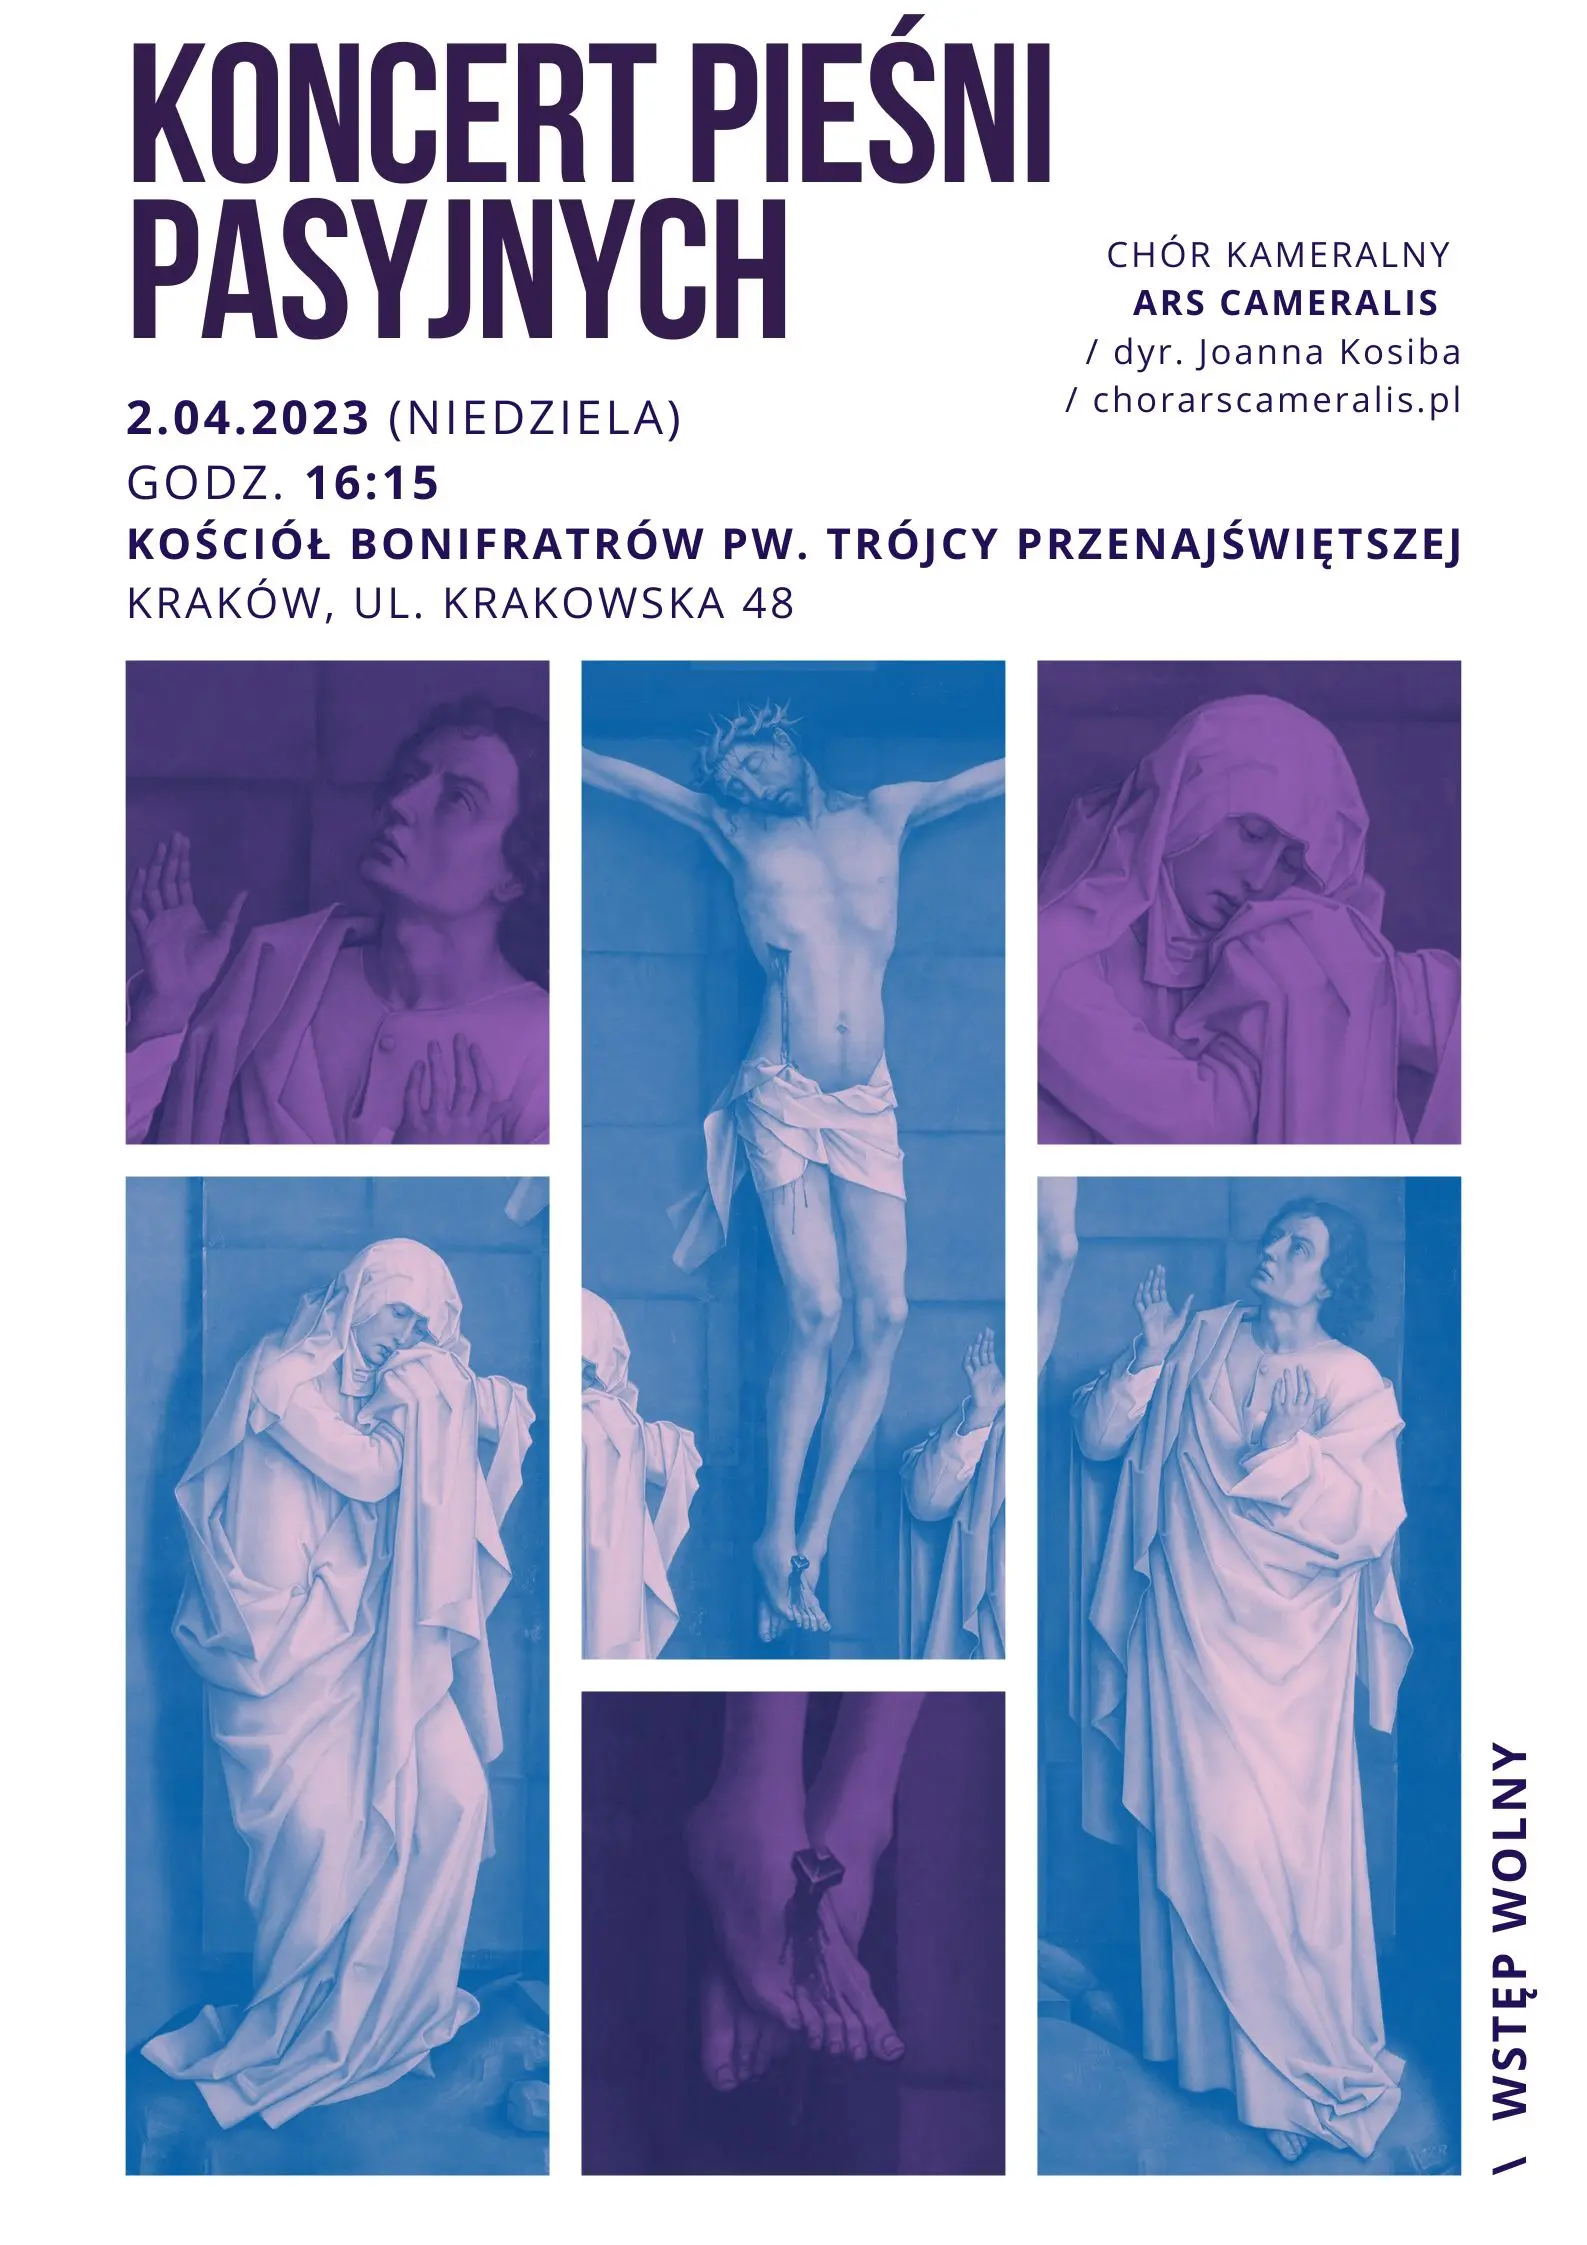 KONCERT PIEŚNI
PASYJNYCH
CHÓR KAMERALNY
ARS CAMERALIS
/ dyr. Joanna Kosiba
/ chorarscameralis.pl
2.04.2023 (NIEDZIELA)
GODZ. 16:15
KOŚCIÓŁ BONIFRATRÓW PW. TRÓJCY PRZENAJŚWIĘTSZEJ
KRAKÓW, UL. KRAKOWSKA 48
\ WSTĘP WOLNY